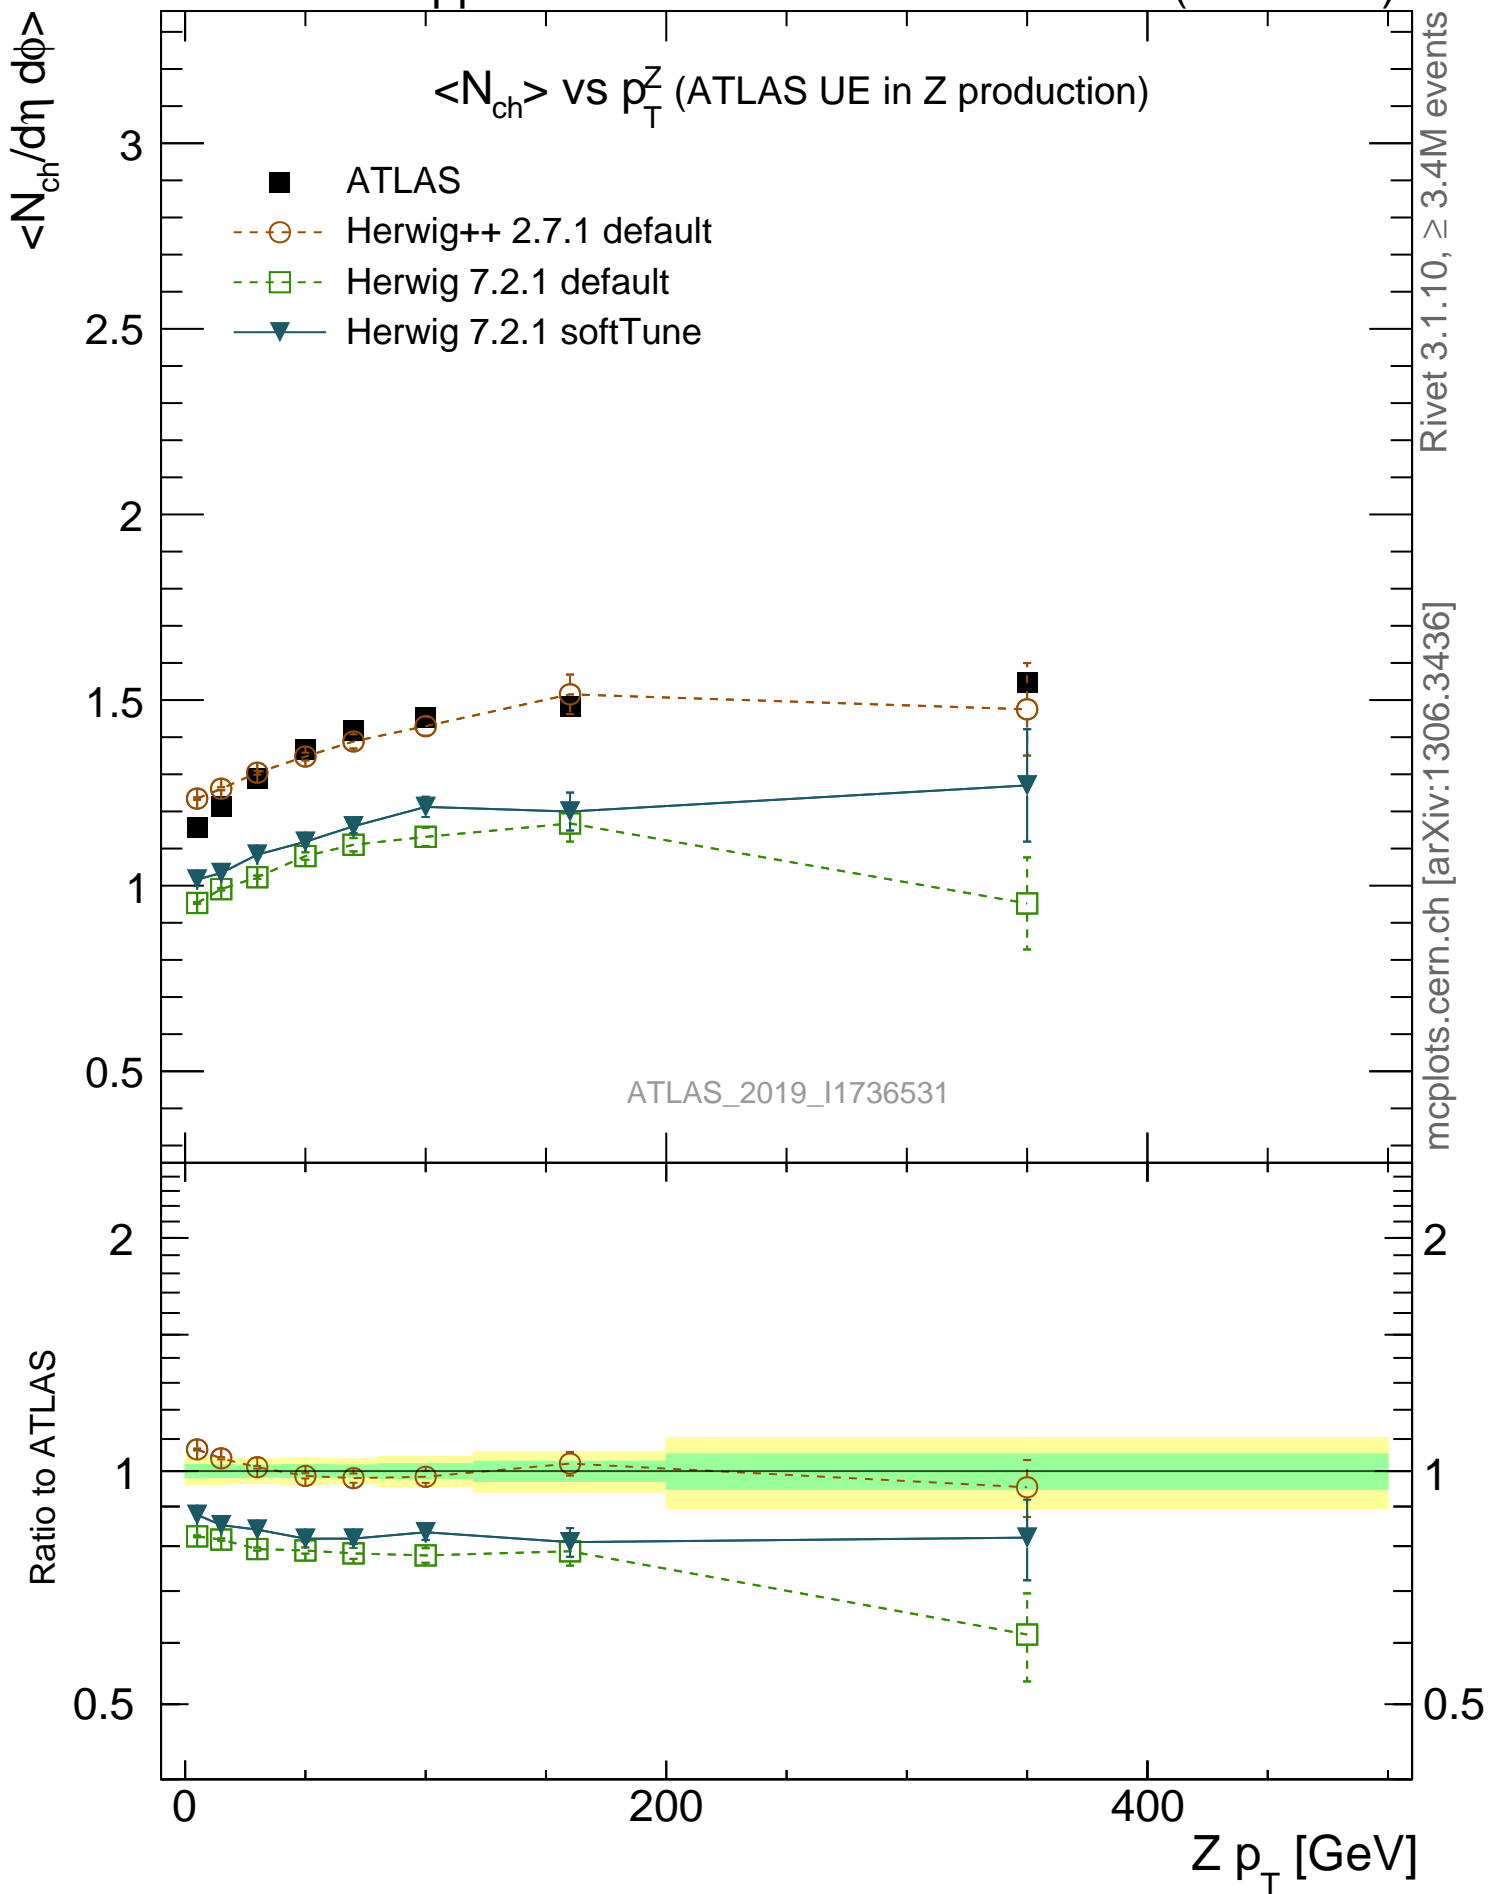 <N_ch/dη dϕ>
<N_ch> vs p_T^Z (ATLAS UE in Z production)
ATLAS
Herwig++ 2.7.1 default
Herwig 7.2.1 default
Herwig 7.2.1 softTune
3
2.5
2
1.5
1
0.5
ATLAS_2019_I1736531
Rivet 3.1.10, ≥ 3.4M events
mcplots.cern.ch [arXiv:1306.3436]
Ratio to ATLAS
2
1
0.5
2
1
0.5
0
200
400
Z p_T [GeV]